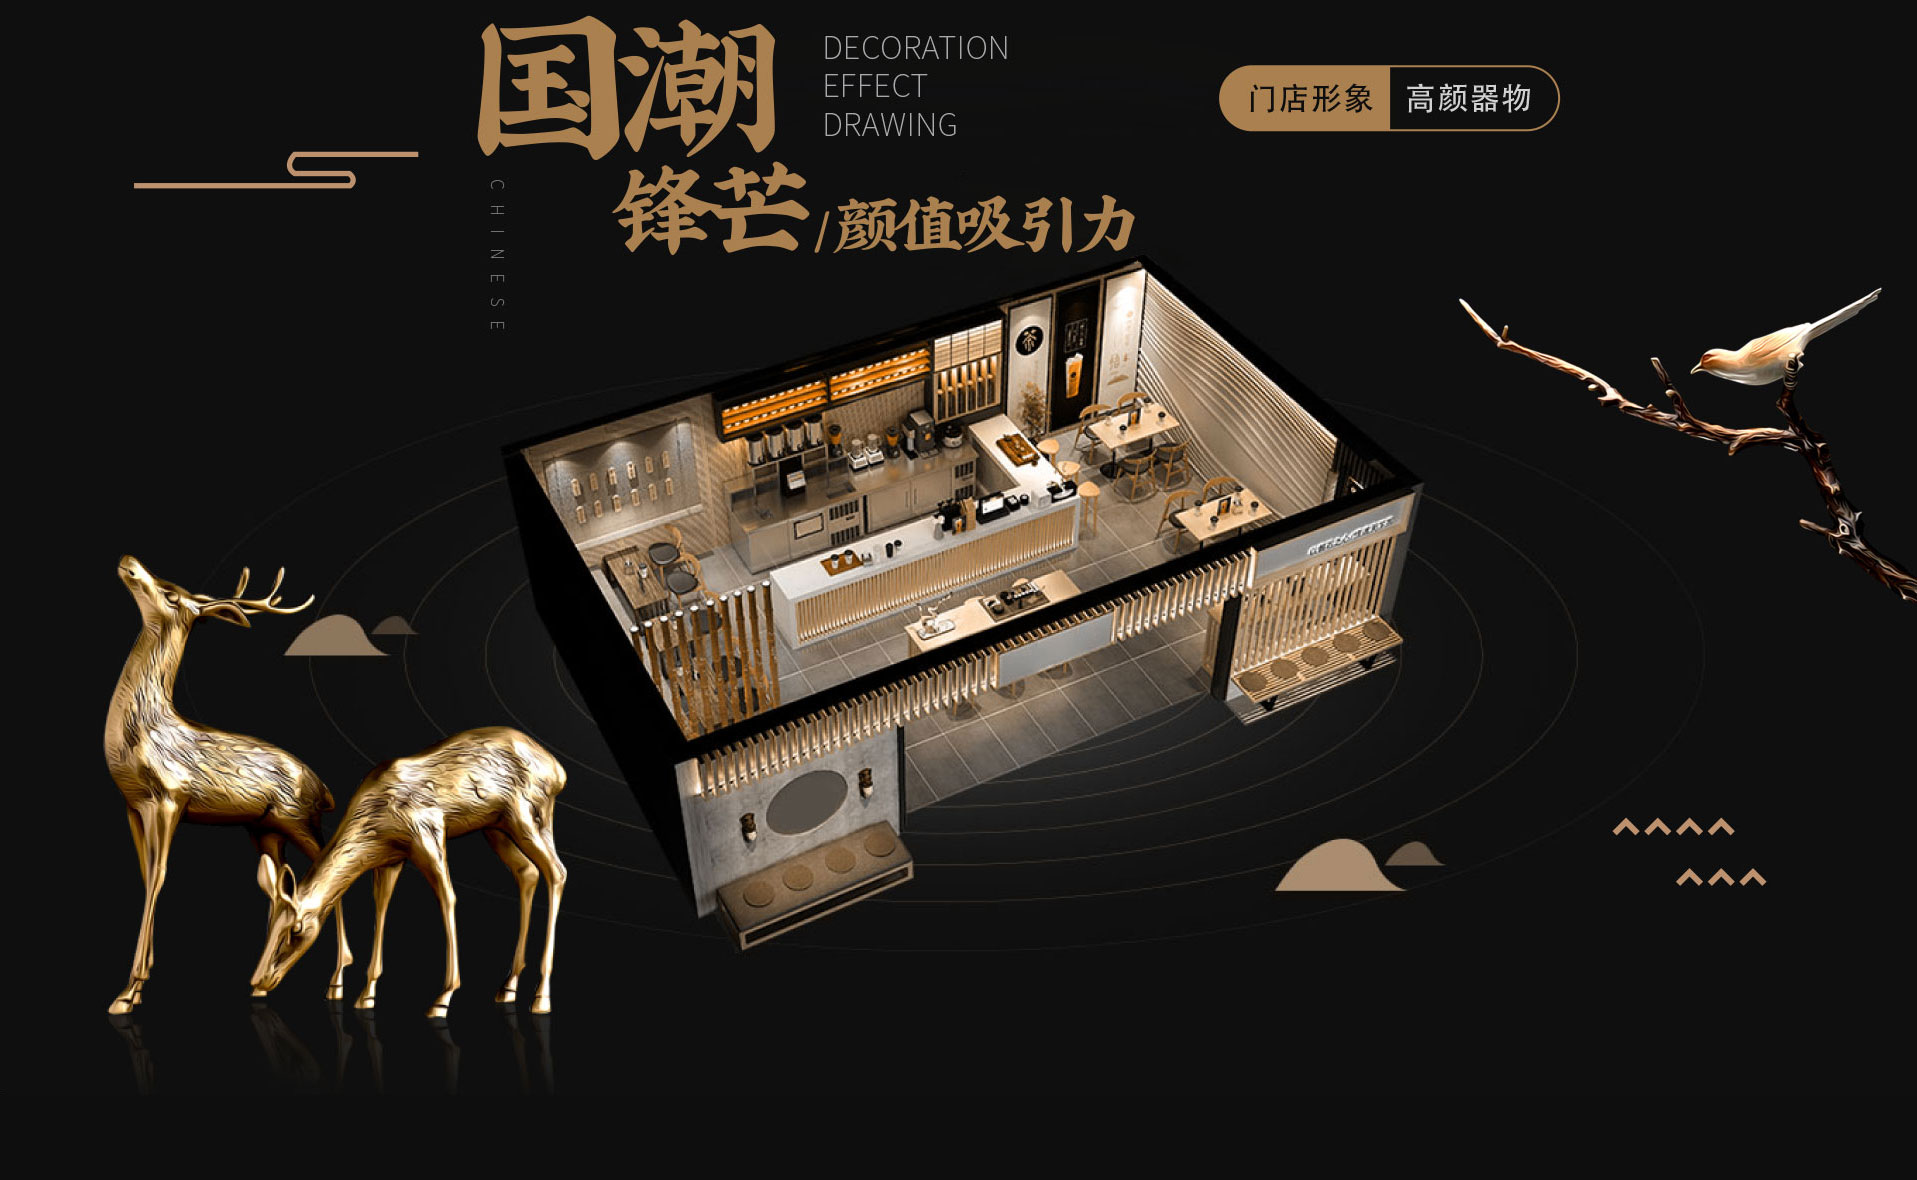 国潮
DECORATION
EFFECT
DRAWING
门店形象 高颜器物
锋芒/颜值吸引力
CHINESE
茶